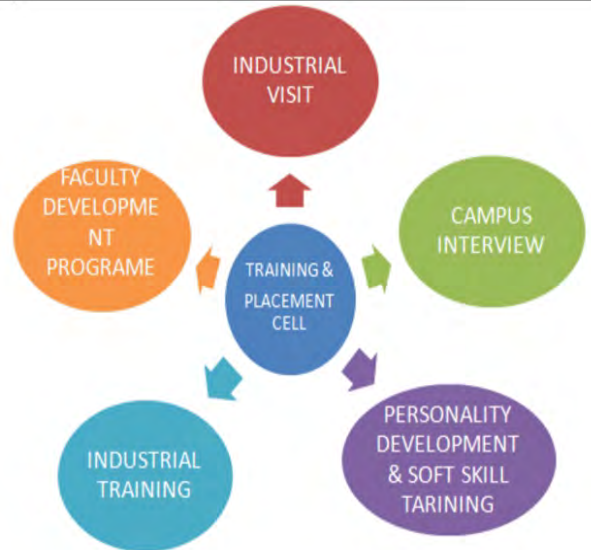 INDUSTRIAL
VISIT
FACULTY
DEVELOPME
NT
PROGRAME
CAMPUS
INTERVIEW
TRAINING &
PLACEMENT
CELL
INDUSTRIAL
TRAINING
PERSONALITY
DEVELOPMENT
& SOFT SKILL
TARINING